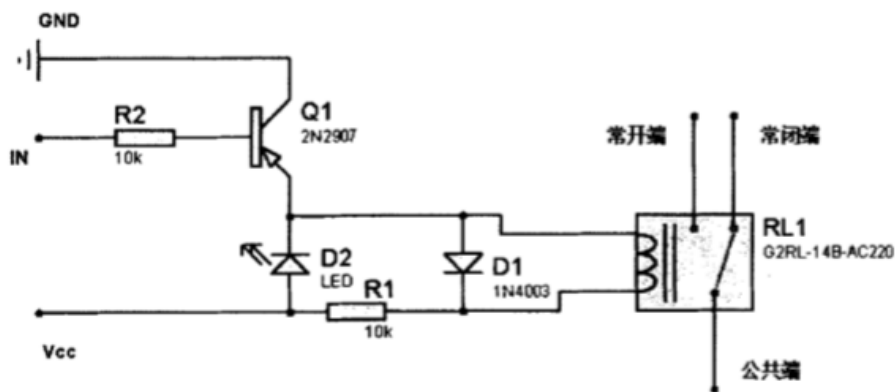 GND
R2
10k
IN
Q1
2N2907
常开端
常闭端
RL1
G2RL-14B-AC220
D2
LED
D1
1N4003
R1
10k
Vcc
公共端